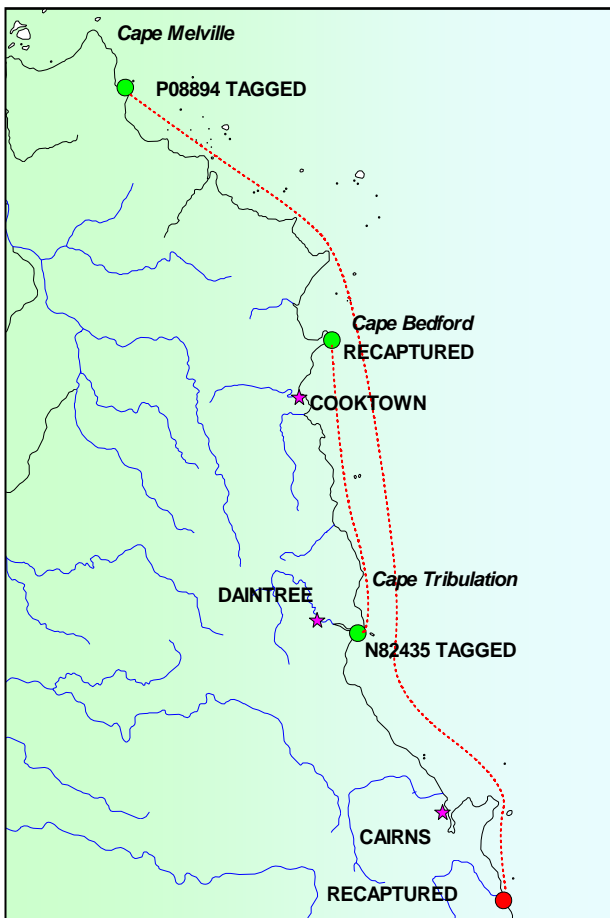 Cape Melville
P08894 TAGGED
Cape Bedford
RECAPTURED
COOKTOWN
Cape Tribulation
DAINTREE
N82435 TAGGED
CAIRNS
RECAPTURED